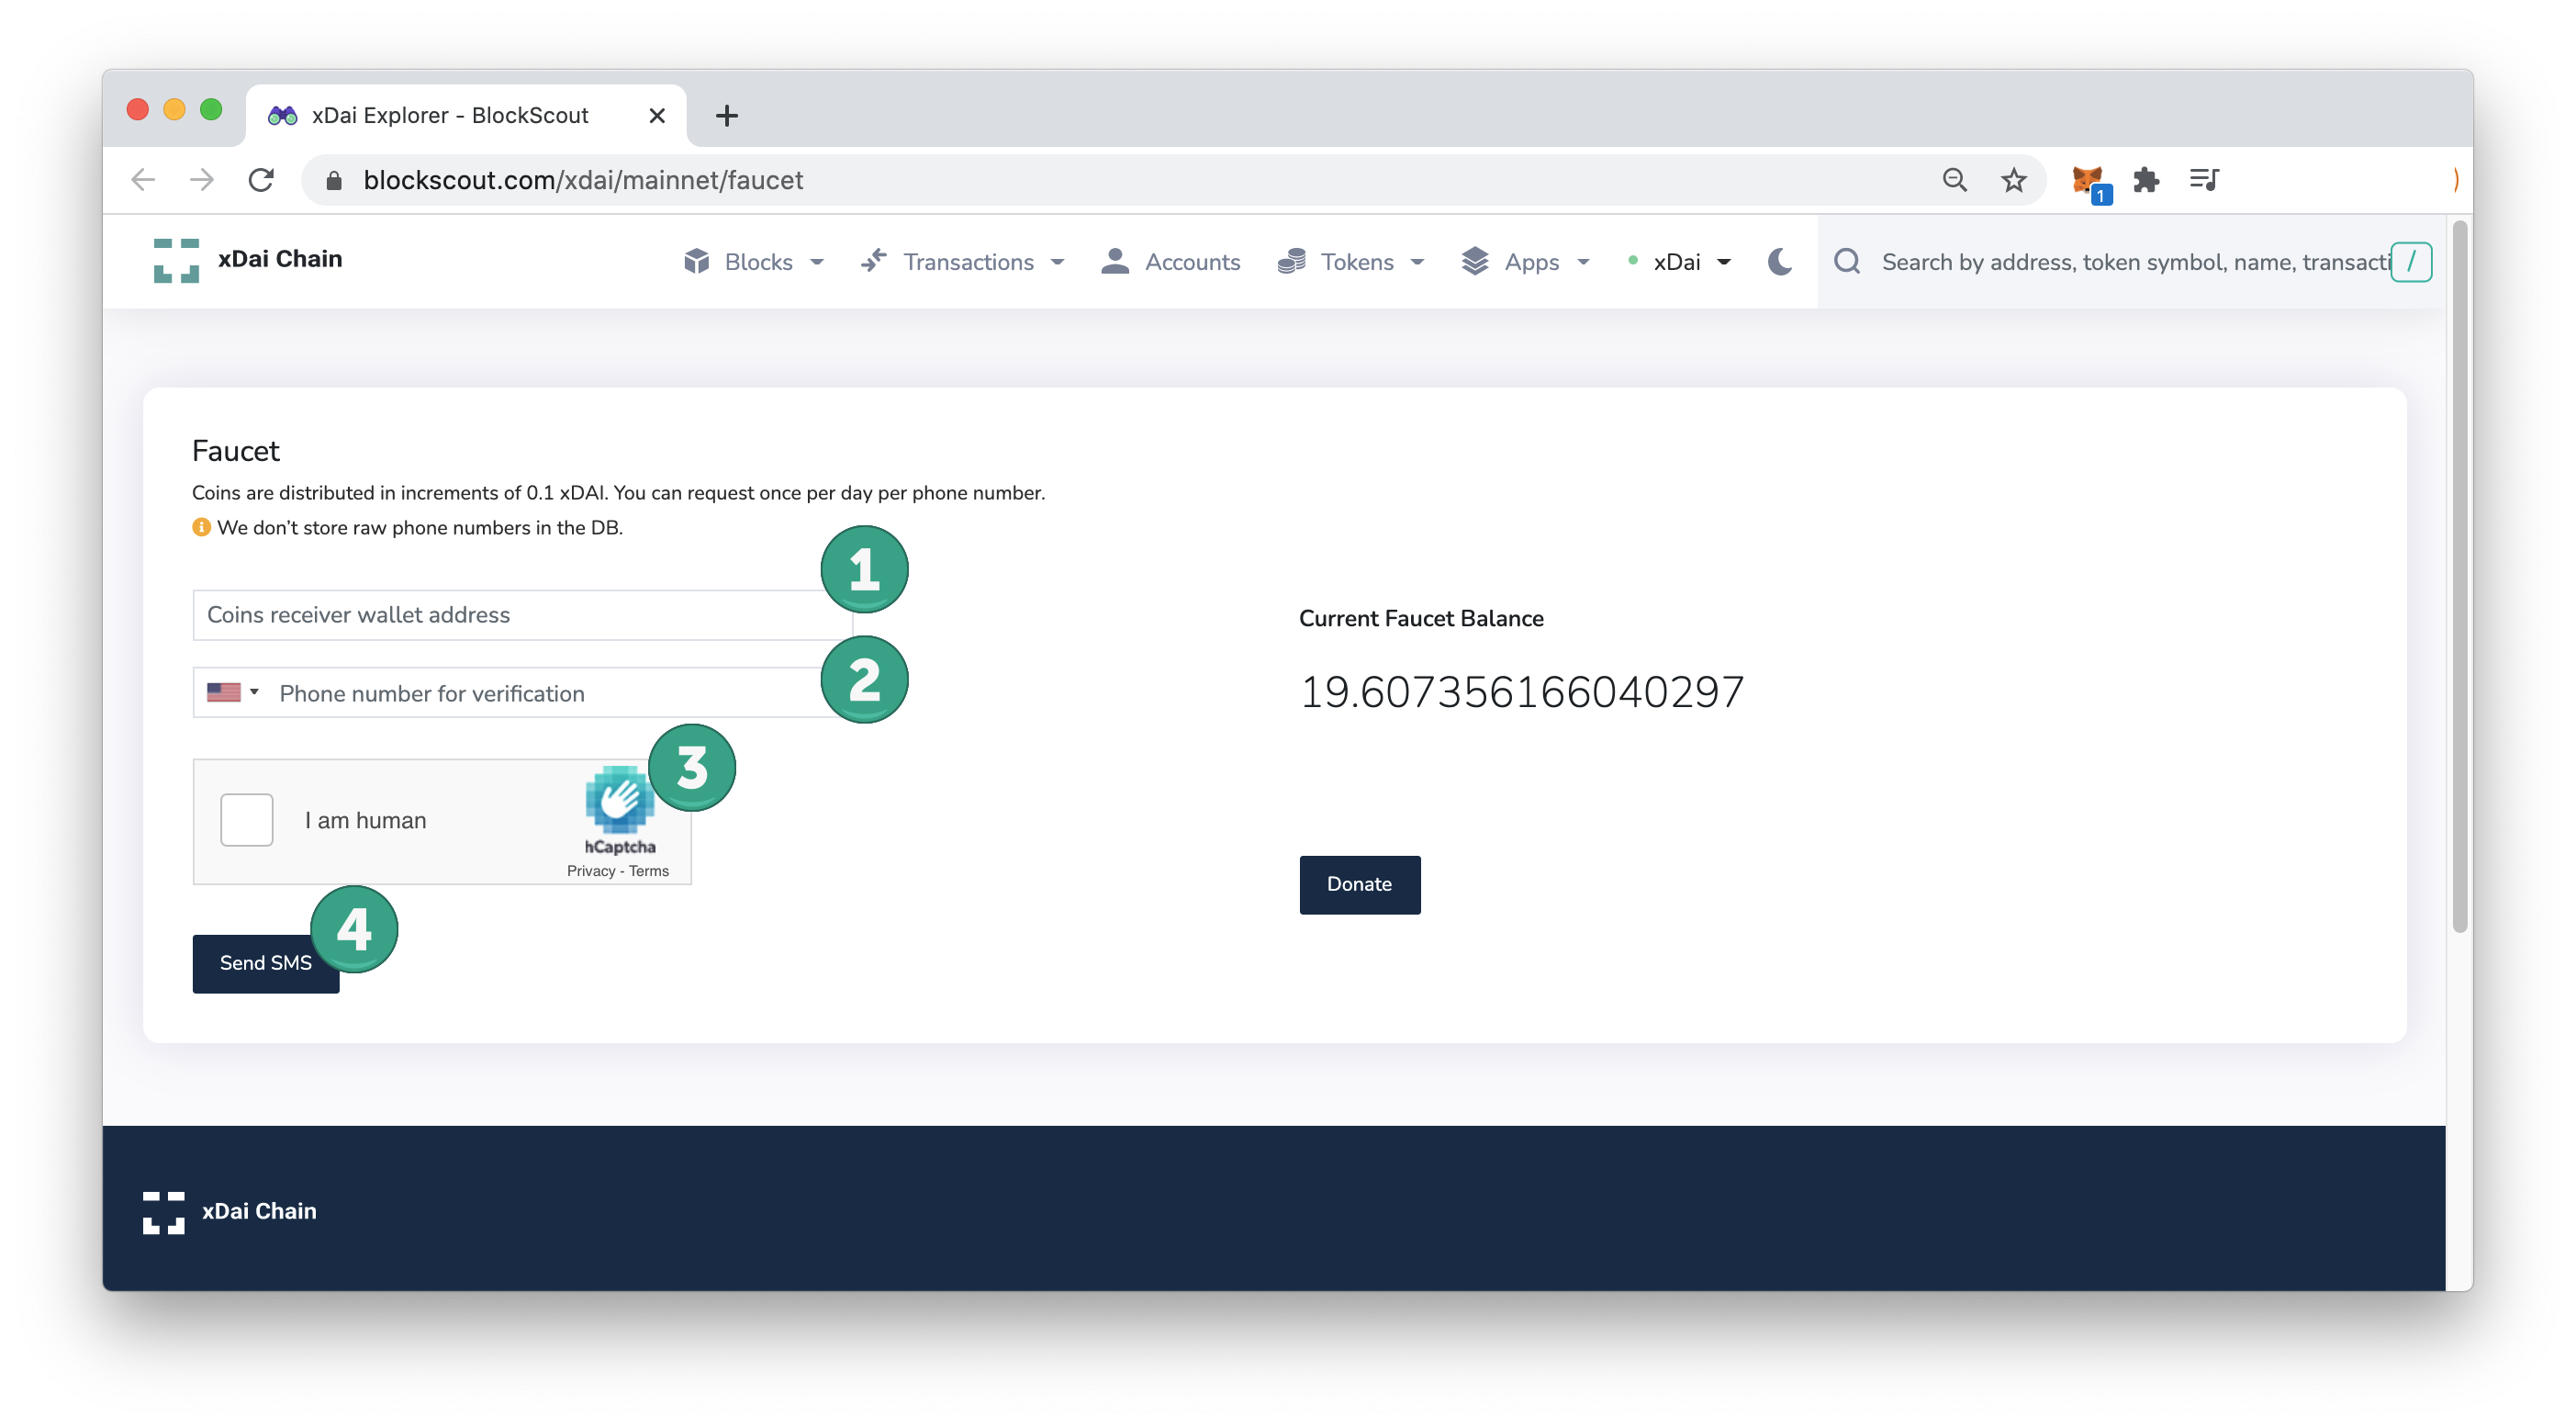 xDai Explorer - BlockScout
blockscout.com/xdai/mainnet/faucet
1
xDai Chain
Blocks
Transactions
Accounts
Tokens
Apps
xDai
Search by address, token symbol, name, transacti
/
Faucet
Coins are distributed in increments of 0.1 xDAI. You can request once per day per phone number.
We don't store raw phone numbers in the DB.
1
Coins receiver wallet address
2
Phone number for verification
3
I am human
hCaptcha
Privacy - Terms
4
Send SMS
Current Faucet Balance
19.607356166040297
Donate
xDai Chain